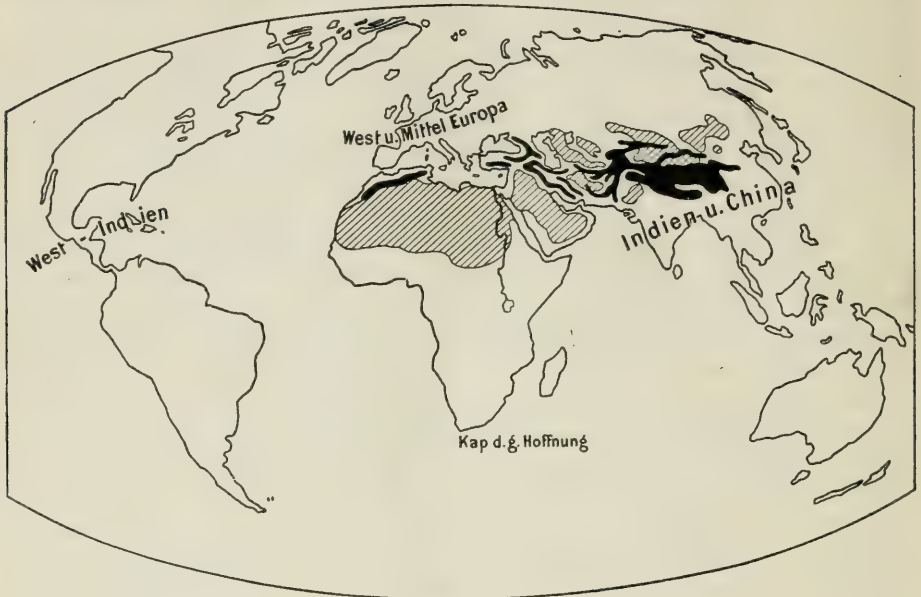 West u. Mittel Europa
West Indien
Indien u. China
Kap d. g. Hoffnung